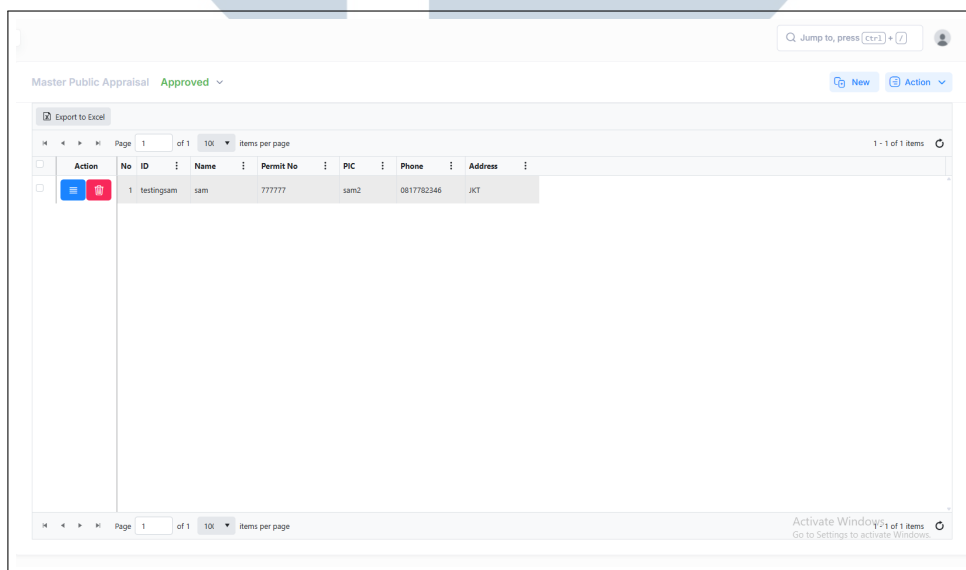 Jump to, press Ctrl + /
Master Public Appraisal Approved
New Action
Export to Excel
Page 1 of 1 items per page 1 - 1 of 1 items
Action No ID Name Permit No PIC Phone Address
1 testingsam sam 777777 sam2 0817782346 JKT
Page 1 of 1 items per page 1 - 1 of 1 items
Activate Windows
Go to Settings to activate Windows.